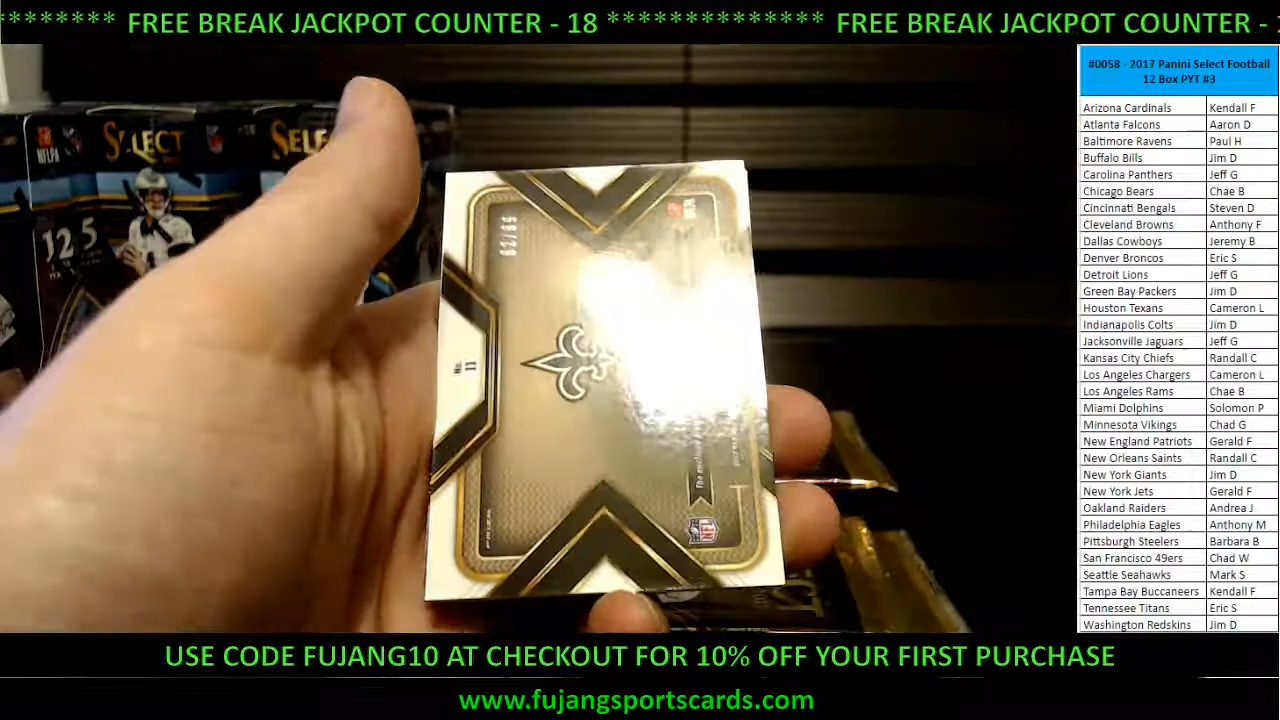 ******* FREE BREAK JACKPOT COUNTER - 18 ************** FREE BREAK JACKPOT COUNTER -
#0058 - 2017 Panini Select Football
12 Box PYT #3
Arizona Cardinals Kendall F
Atlanta Falcons Aaron D
Baltimore Ravens Paul H
Buffalo Bills Jim D
Carolina Panthers Jeff G
Chicago Bears Chae B
Cincinnati Bengals Steven D
Cleveland Browns Anthony F
Dallas Cowboys Jeremy B
Denver Broncos Eric S
Detroit Lions Jeff G
Green Bay Packers Jim D
Houston Texans Cameron L
Indianapolis Colts Jim D
Jacksonville Jaguars Jeff G
Kansas City Chiefs Randall C
Los Angeles Chargers Cameron L
Los Angeles Rams Chae B
Miami Dolphins Solomon P
Minnesota Vikings Chad G
New England Patriots Gerald F
New Orleans Saints Randall C
New York Giants Jim D
New York Jets Gerald F
Oakland Raiders Andrea J
Philadelphia Eagles Anthony M
Pittsburgh Steelers Barbara B
San Francisco 49ers Chad W
Seattle Seahawks Mark S
Tampa Bay Buccaneers Kendall F
Tennessee Titans Eric S
Washington Redskins Jim D
SELECT
12 5
NFL
The
USE CODE FUJANG10 AT CHECKOUT FOR 10% OFF YOUR FIRST PURCHASE
www.fujangsportscards.com